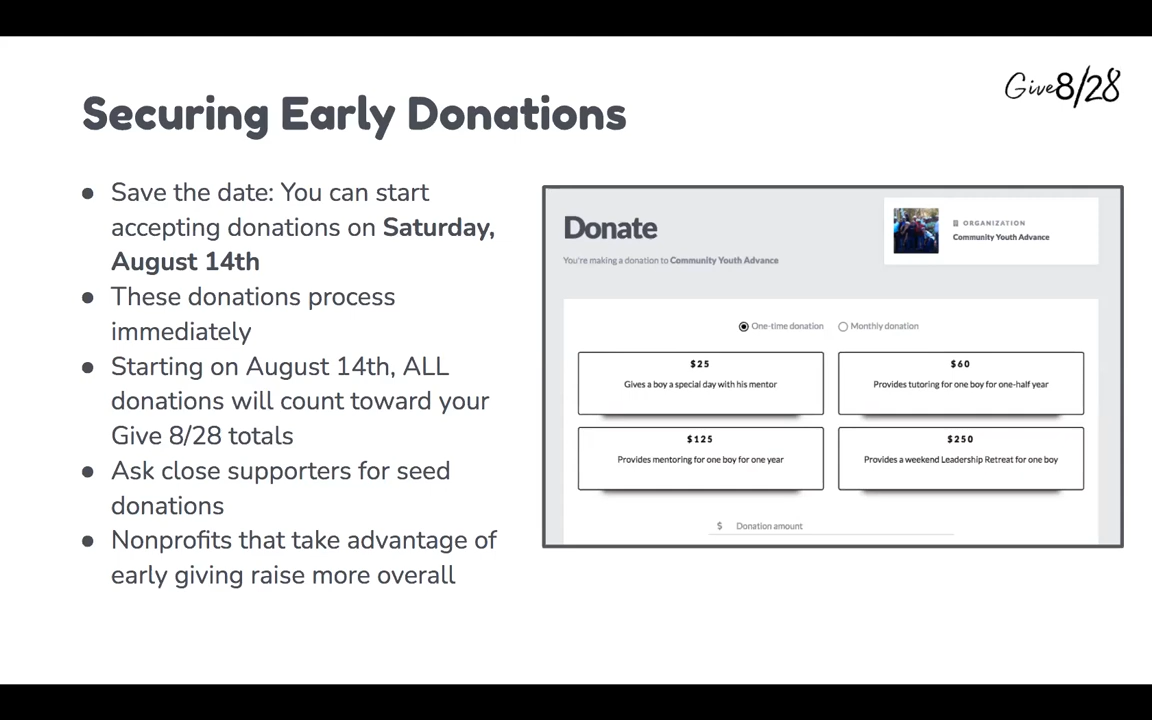 Give8/28
Securing Early Donations
● Save the date: You can start
accepting donations on Saturday,
August 14th
● These donations process
immediately
● Starting on August 14th, ALL
donations will count toward your
Give 8/28 totals
● Ask close supporters for seed
donations
● Nonprofits that take advantage of
early giving raise more overall
Donate
You're making a donation to Community Youth Advance
ORGANIZATION
Community Youth Advance
One-time donation Monthly donation
$25
Gives a boy a special day with his mentor
$60
Provides tutoring for one boy for one-half year
$125
Provides mentoring for one boy for one year
$250
Provides a weekend Leadership Retreat for one boy
$ Donation amount